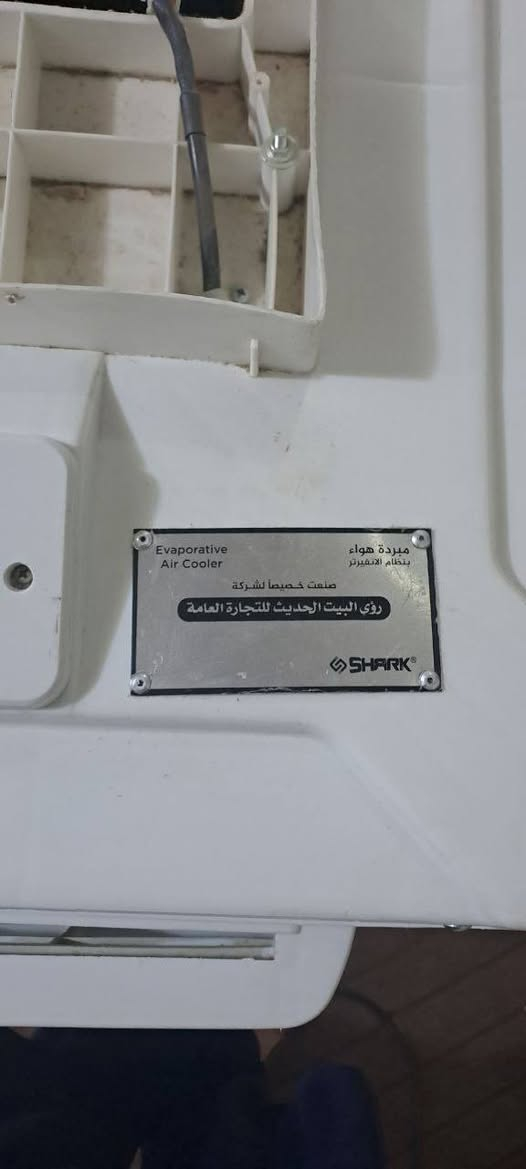 Evaporative
Air Cooler
مبردة هواء
بنظام الانفيرتر
صنعت خصيصاً لشركة
رؤى البيت الحديث للتجارة العامة
SHARK®